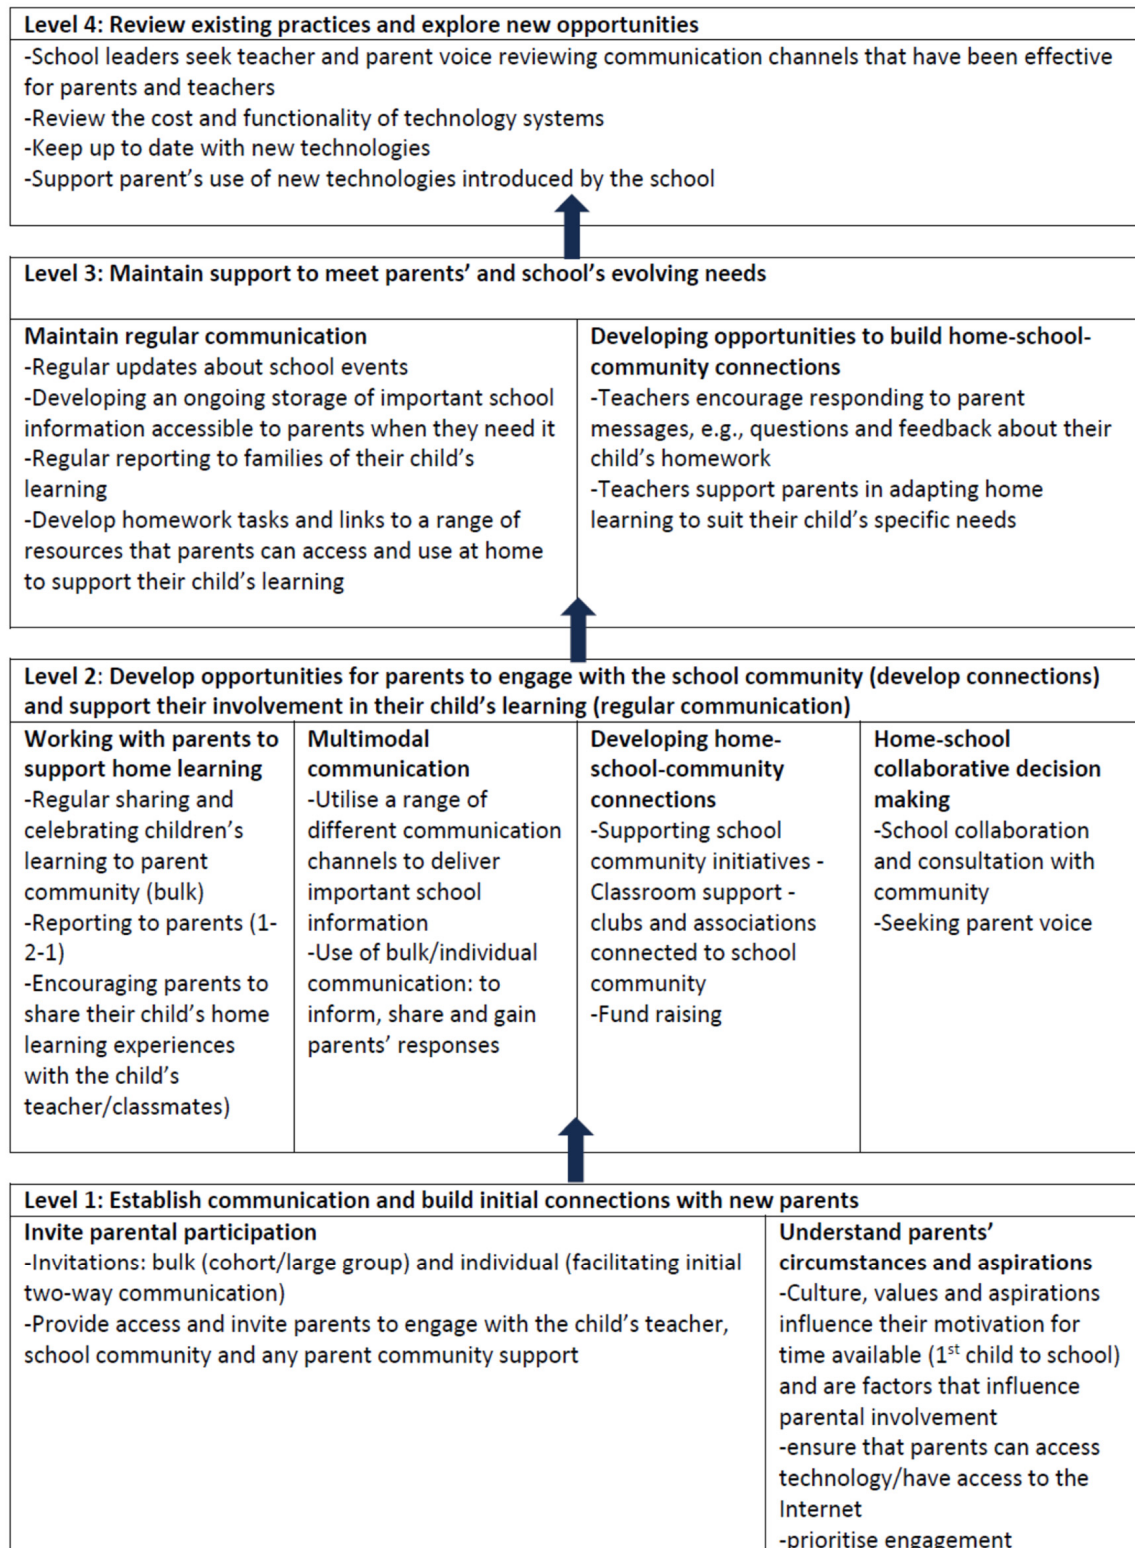 Level 4: Review existing practices and explore new opportunities
-School leaders seek teacher and parent voice reviewing communication channels that have been effective
for parents and teachers
-Review the cost and functionality of technology systems
-Keep up to date with new technologies
-Support parent’s use of new technologies introduced by the school
Level 3: Maintain support to meet parents’ and school’s evolving needs
Maintain regular communication
-Regular updates about school events
-Developing an ongoing storage of important school
information accessible to parents when they need it
-Regular reporting to families of their child’s
learning
-Develop homework tasks and links to a range of
resources that parents can access and use at home
to support their child’s learning
Developing opportunities to build home-school-
community connections
-Teachers encourage responding to parent
messages, e.g., questions and feedback about their
child’s homework
-Teachers support parents in adapting home
learning to suit their child’s specific needs
Level 2: Develop opportunities for parents to engage with the school community (develop connections)
and support their involvement in their child’s learning (regular communication)
Working with parents to
support home learning
-Regular sharing and
celebrating children’s
learning to parent
community (bulk)
-Reporting to parents (1-
2-1)
-Encouraging parents to
share their child’s home
learning experiences
with the child’s
teacher/classmates)
Multimodal
communication
-Utilise a range of
different communication
channels to deliver
important school
information
-Use of bulk/individual
communication: to
inform, share and gain
parents’ responses
Developing home-
school-community
connections
-Supporting school
community initiatives -
Classroom support -
clubs and associations
connected to school
community
-Fund raising
Home-school
collaborative decision
making
-School collaboration
and consultation with
community
-Seeking parent voice
Level 1: Establish communication and build initial connections with new parents
Invite parental participation
-Invitations: bulk (cohort/large group) and individual (facilitating initial
two-way communication)
-Provide access and invite parents to engage with the child’s teacher,
school community and any parent community support
Understand parents’
circumstances and aspirations
-Culture, values and aspirations
influence their motivation for
time available (1st child to school)
and are factors that influence
parental involvement
-ensure that parents can access
technology/have access to the
Internet
-prioritise engagement